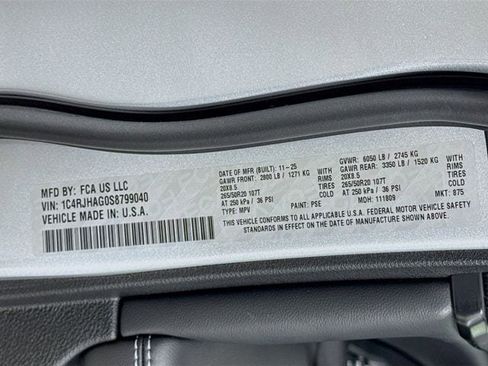 MFD BY: FCA US LLC
VIN: 1C4RJHAG0S8799040
VEHICLE MADE IN U.S.A.
DATE OF MFR (BUILT): 11-25
GAWR FRONT: 2800 LB / 1271 KG WITH
20X8.5 RIMS
265/50R20 107T TIRES
AT 250 kPa / 36 PSI COLD
TYPE: MPV PAINT: PSE
GVWR: 6050 LB / 2745 KG
GAWR REAR: 3350 LB / 1520 KG WITH
20X8.5 RIMS
265/50R20 107T TIRES
AT 250 kPa / 36 PSI COLD
MOH: 111809 MKT: 875
THIS VEHICLE CONFORMS TO ALL APPLICABLE U.S.A. FEDERAL MOTOR VEHICLE SAFETY
STANDARD IN EFFECT ON THE DATE OF MANUFACTURE SHOWN ABOVE